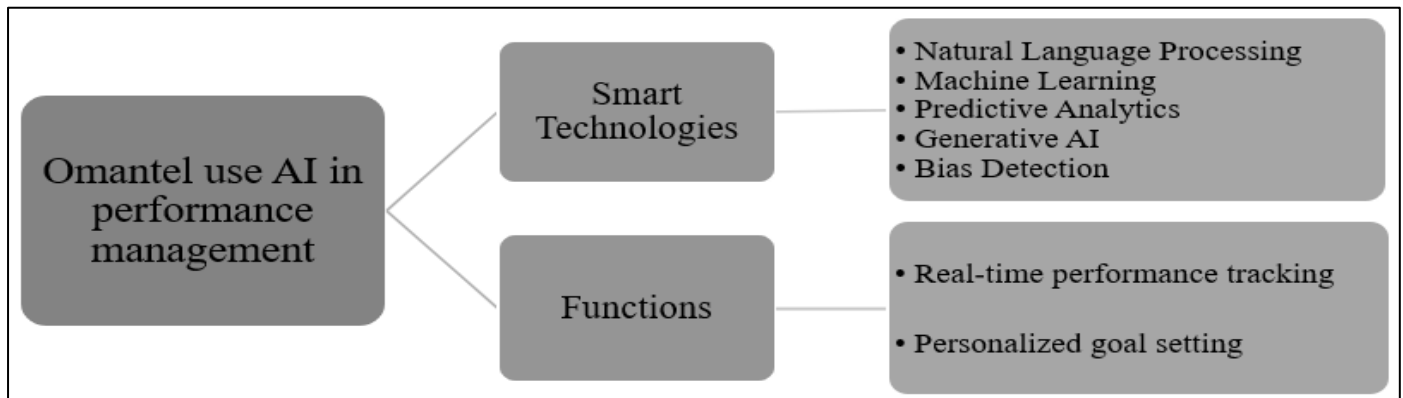 Omantel use AI in
performance
management
Smart
Technologies
• Natural Language Processing
• Machine Learning
• Predictive Analytics
• Generative AI
• Bias Detection
Functions
• Real-time performance tracking
• Personalized goal setting